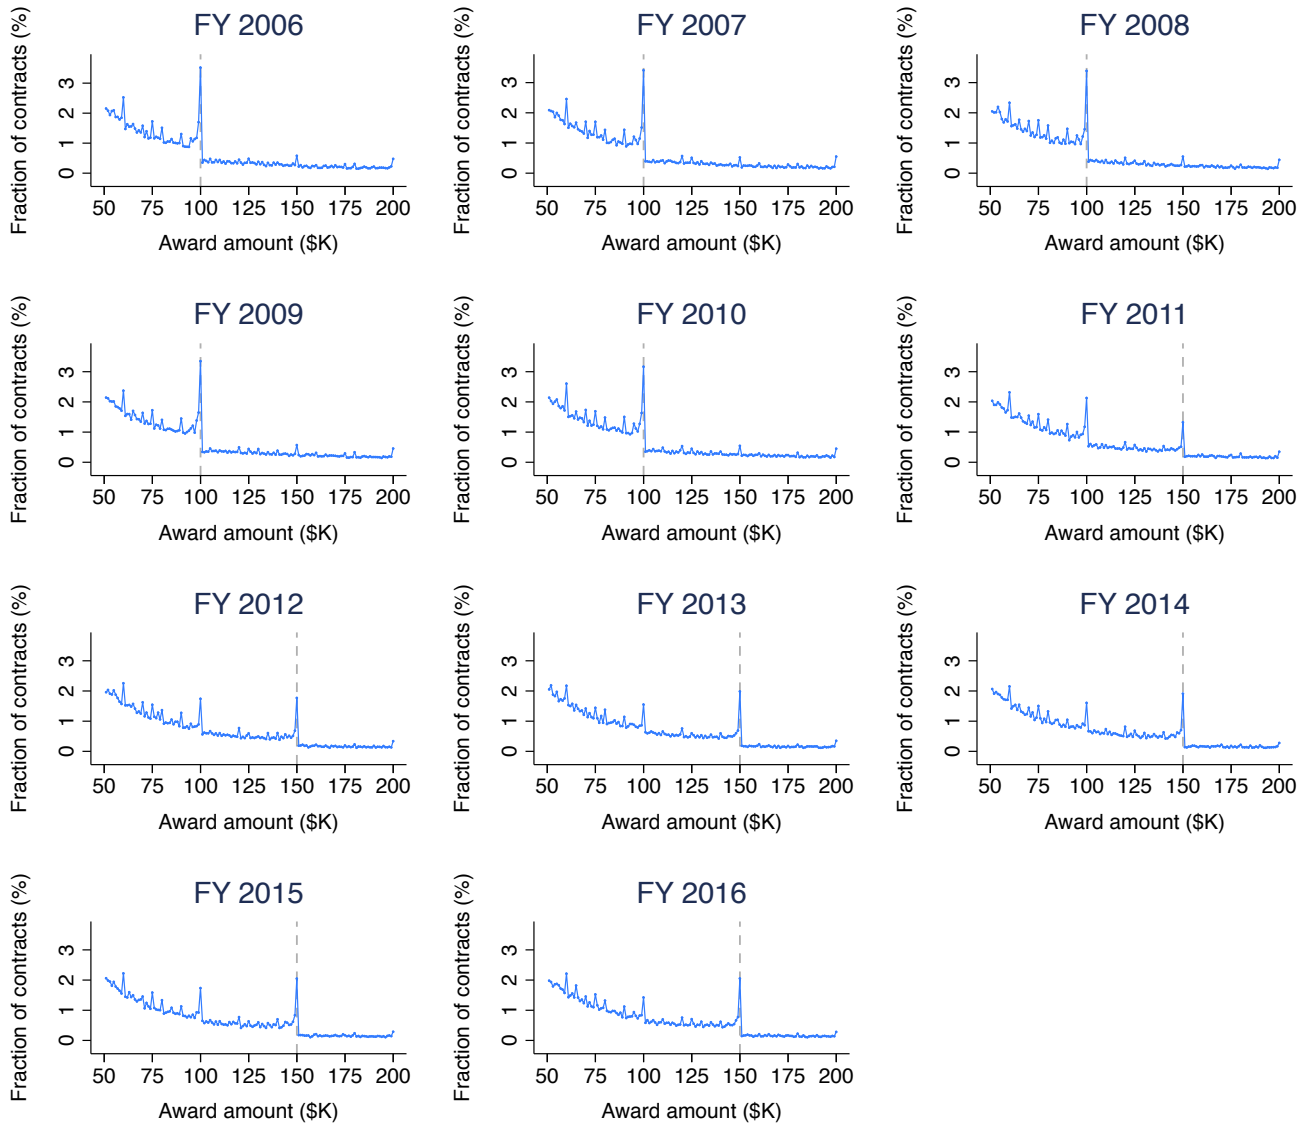 FY 2006
Fraction of contracts (%)
3
2
1
0
50 75 100 125 150 175 200
Award amount ($K)
FY 2007
Fraction of contracts (%)
3
2
1
0
50 75 100 125 150 175 200
Award amount ($K)
FY 2008
Fraction of contracts (%)
3
2
1
0
50 75 100 125 150 175 200
Award amount ($K)
FY 2009
Fraction of contracts (%)
3
2
1
0
50 75 100 125 150 175 200
Award amount ($K)
FY 2010
Fraction of contracts (%)
3
2
1
0
50 75 100 125 150 175 200
Award amount ($K)
FY 2011
Fraction of contracts (%)
3
2
1
0
50 75 100 125 150 175 200
Award amount ($K)
FY 2012
Fraction of contracts (%)
3
2
1
0
50 75 100 125 150 175 200
Award amount ($K)
FY 2013
Fraction of contracts (%)
3
2
1
0
50 75 100 125 150 175 200
Award amount ($K)
FY 2014
Fraction of contracts (%)
3
2
1
0
50 75 100 125 150 175 200
Award amount ($K)
FY 2015
Fraction of contracts (%)
3
2
1
0
50 75 100 125 150 175 200
Award amount ($K)
FY 2016
Fraction of contracts (%)
3
2
1
0
50 75 100 125 150 175 200
Award amount ($K)